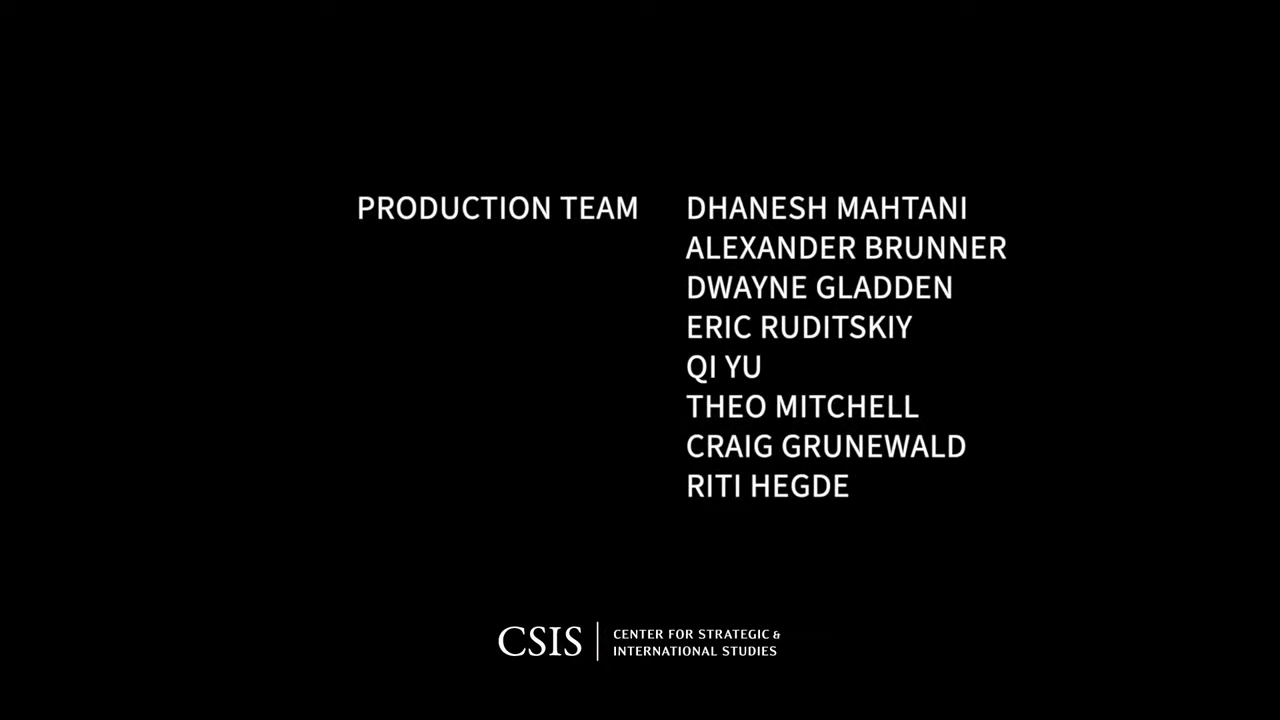 PRODUCTION TEAM DHANESH MAHTANI
ALEXANDER BRUNNER
DWAYNE GLADDEN
ERIC RUDITSKIY
QI YU
THEO MITCHELL
CRAIG GRUNEWALD
RITI HEGDE
CSIS CENTER FOR STRATEGIC &
INTERNATIONAL STUDIES